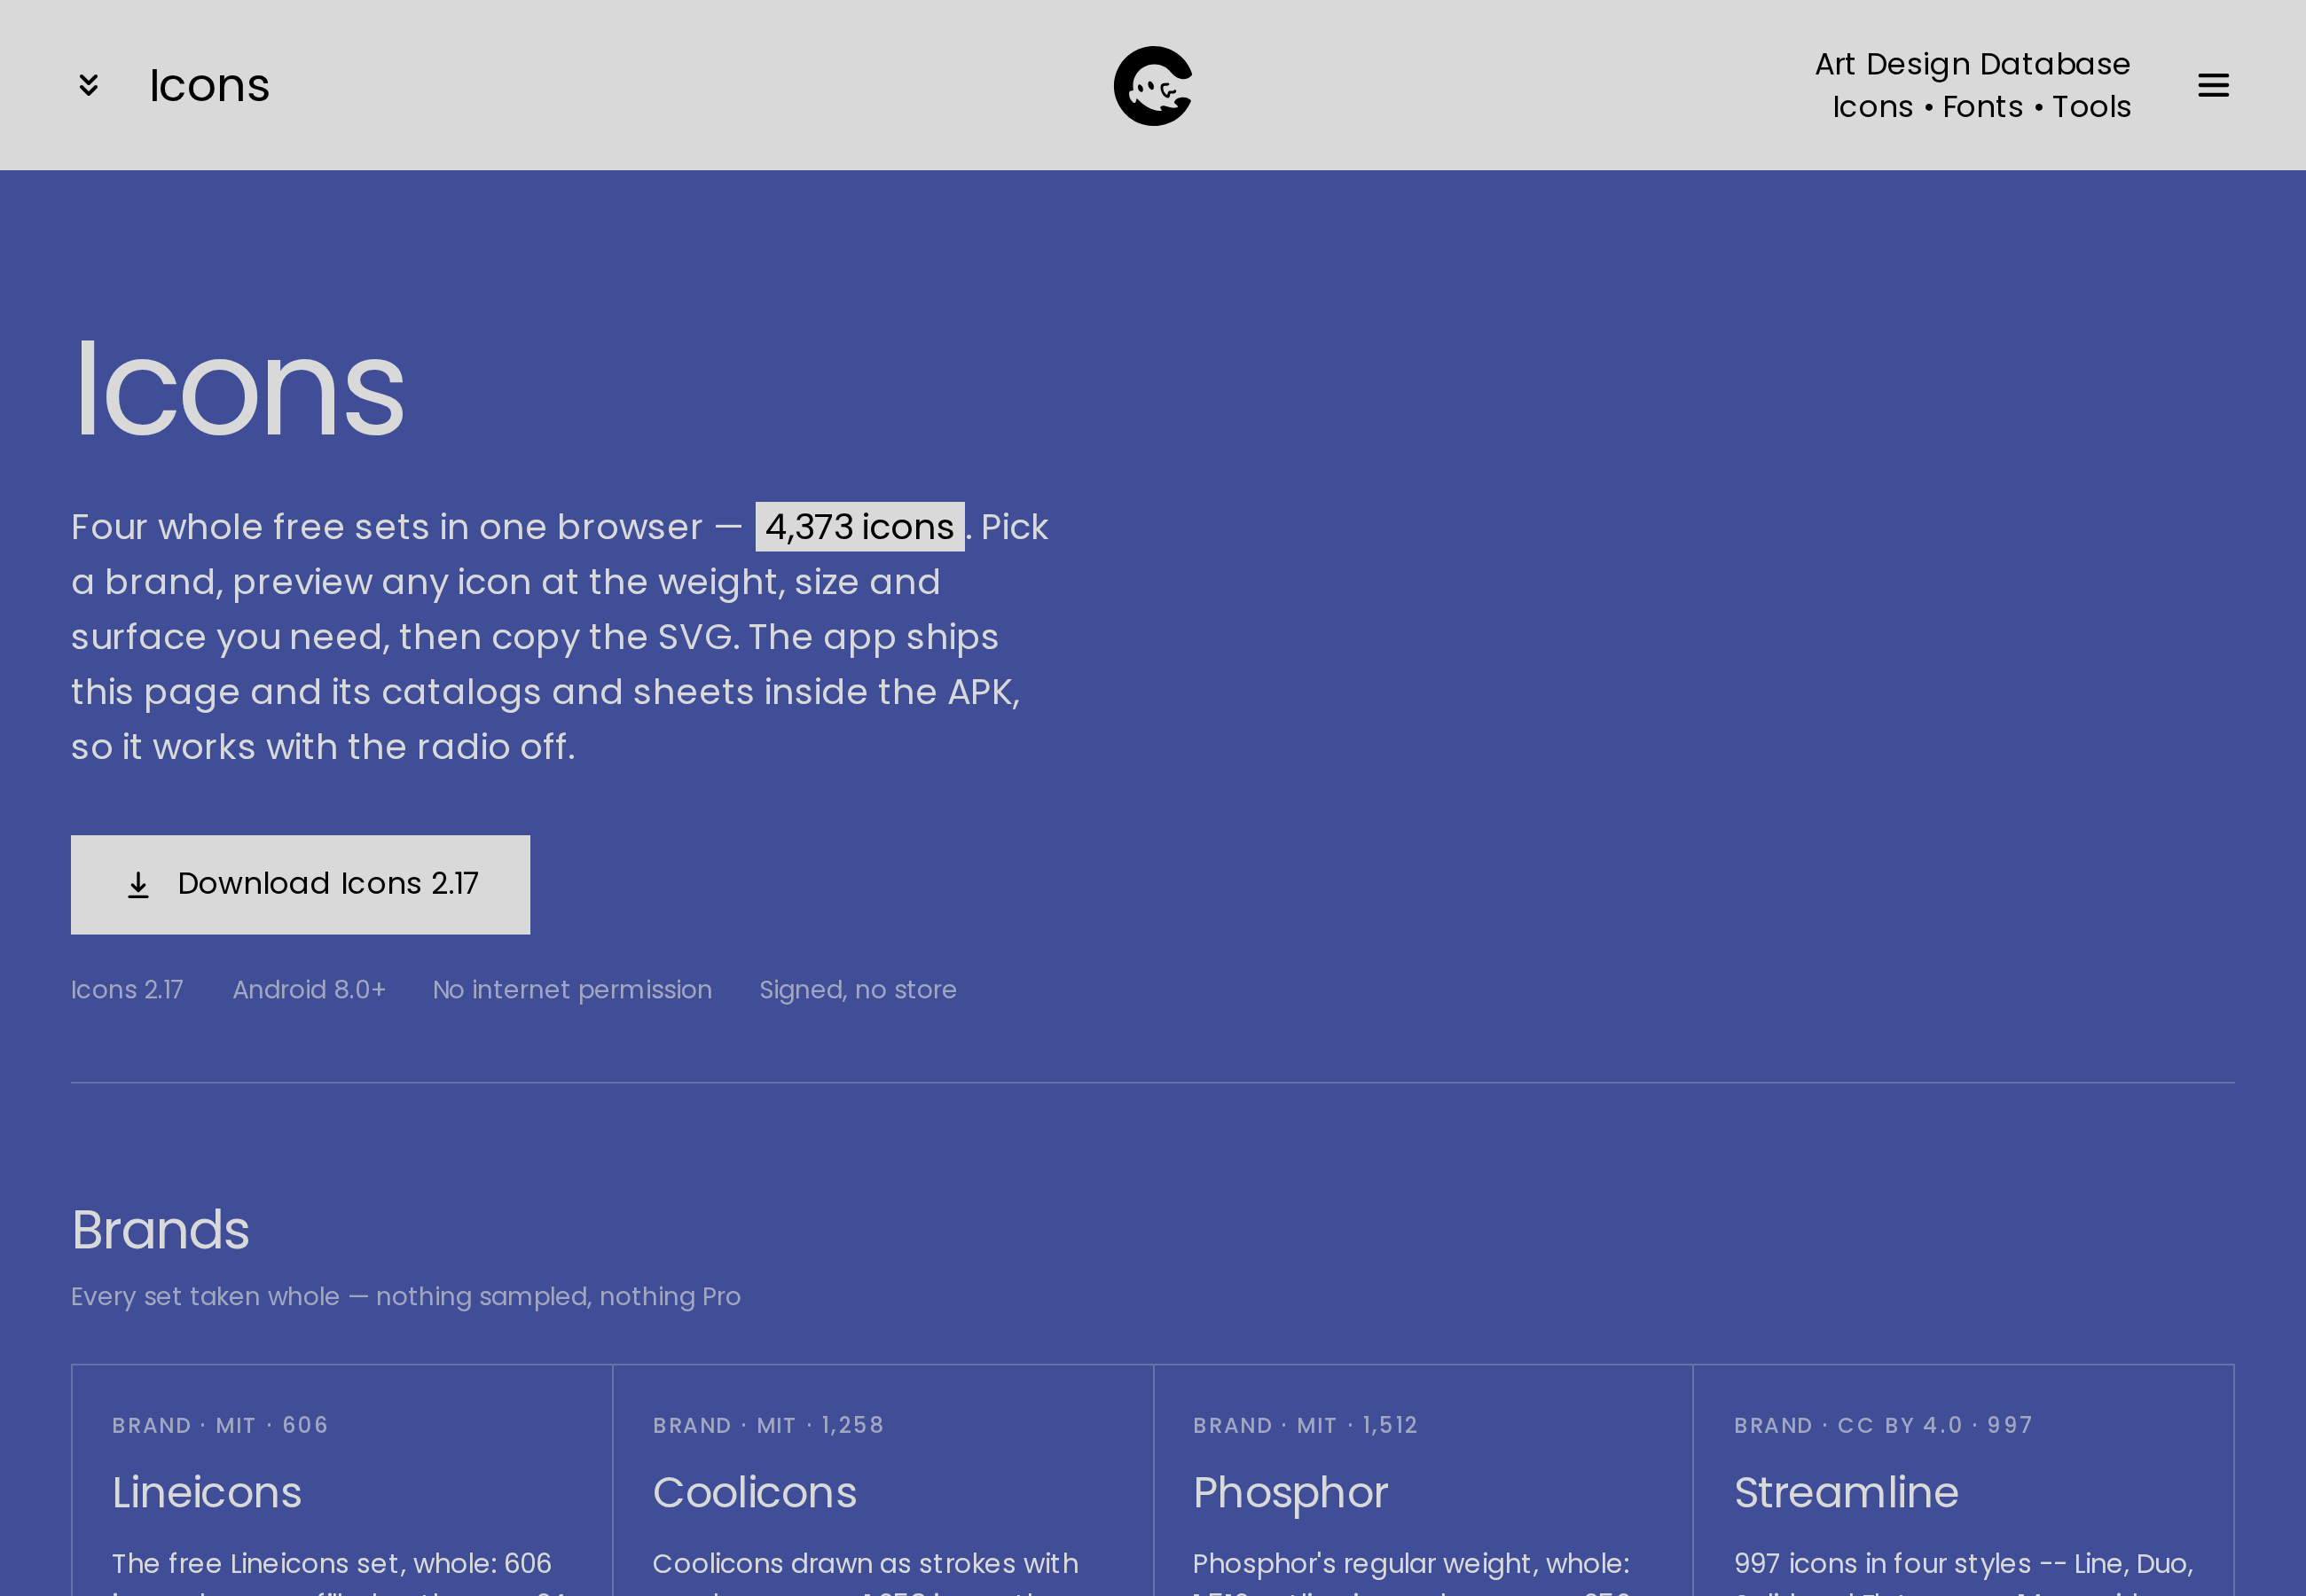 Icons
Art Design Database
Icons • Fonts • Tools
Icons
Four whole free sets in one browser — 4,373 icons . Pick
a brand, preview any icon at the weight, size and
surface you need, then copy the SVG. The app ships
this page and its catalogs and sheets inside the APK,
so it works with the radio off.
Download Icons 2.17
Icons 2.17 Android 8.0+ No internet permission Signed, no store
Brands
Every set taken whole — nothing sampled, nothing Pro
BRAND · MIT · 606
Lineicons
The free Lineicons set, whole: 606
BRAND · MIT · 1,258
Coolicons
Coolicons drawn as strokes with
BRAND · MIT · 1,512
Phosphor
Phosphor's regular weight, whole:
BRAND · CC BY 4.0 · 997
Streamline
997 icons in four styles -- Line, Duo,